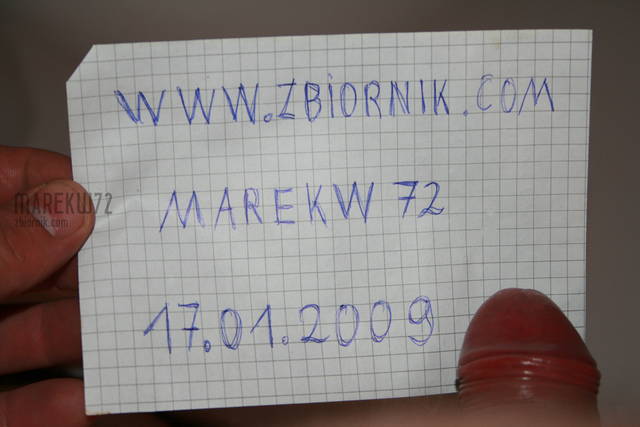 WWW.ZBIORNIK.COM
MAREKW 72
17.01.2009
MAREKW72
zbiornik.com